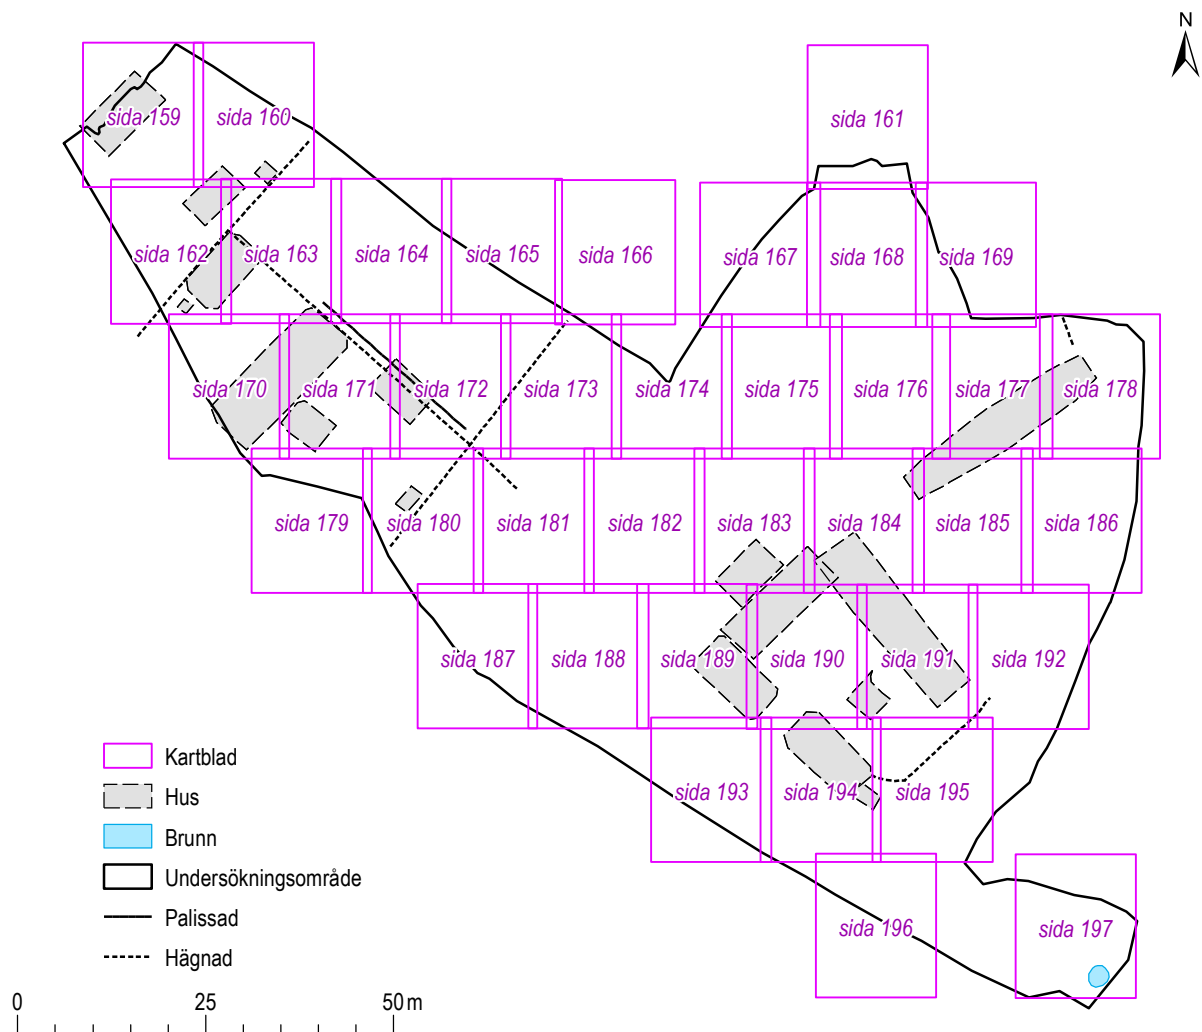 N
sida 159
sida 160
sida 161
sida 162
sida 163
sida 164
sida 165
sida 166
sida 167
sida 168
sida 169
sida 170
sida 171
sida 172
sida 173
sida 174
sida 175
sida 176
sida 177
sida 178
sida 179
sida 180
sida 181
sida 182
sida 183
sida 184
sida 185
sida 186
sida 187
sida 188
sida 189
sida 190
sida 191
sida 192
sida 193
sida 194
sida 195
sida 196
sida 197
Kartblad
Hus
Brunn
Undersökningsområde
Palissad
Hägnad
0 25 50 m